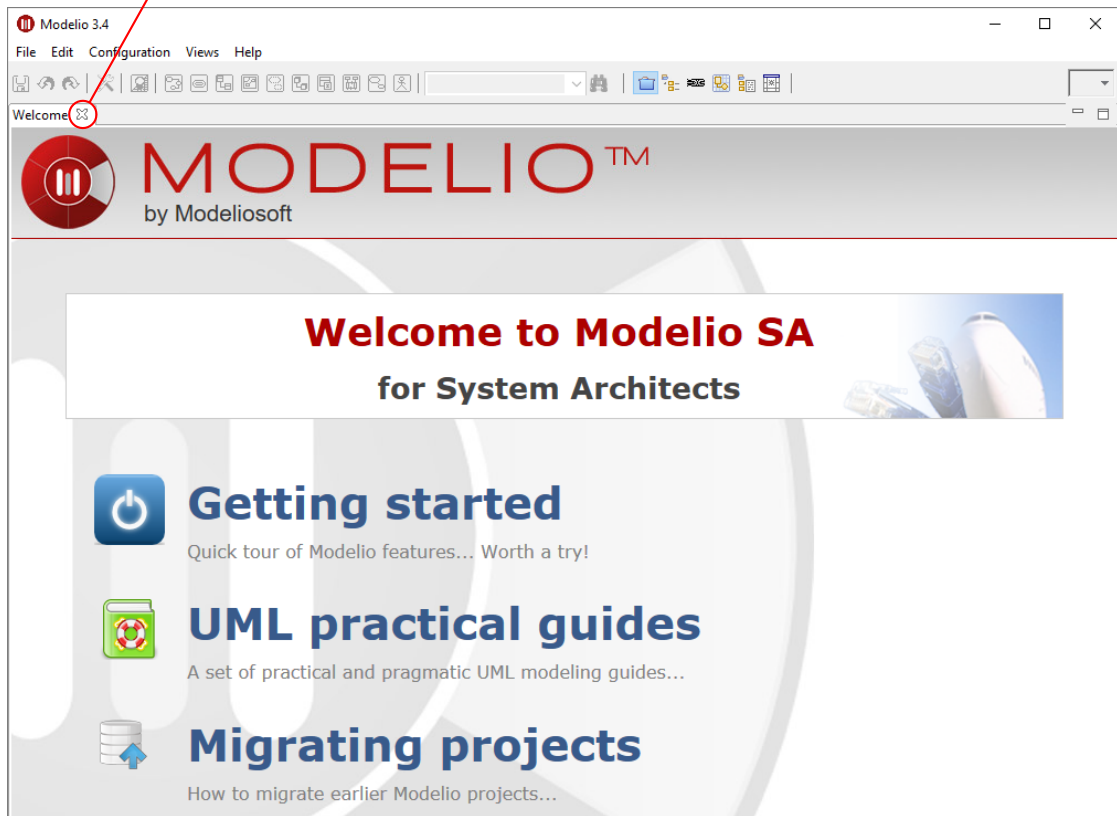 Modelio 3.4
File Edit Configuration Views Help
Welcome
MODELIO™
by Modeliosoft
Welcome to Modelio SA
for System Architects
Getting started
Quick tour of Modelio features... Worth a try!
UML practical guides
A set of practical and pragmatic UML modeling guides...
Migrating projects
How to migrate earlier Modelio projects...